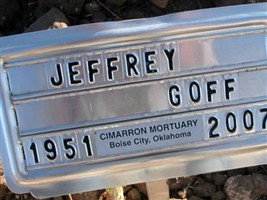 JEFFREY
GOFF
1951 CIMARRON MORTUARY 2007
Boise City, Oklahoma